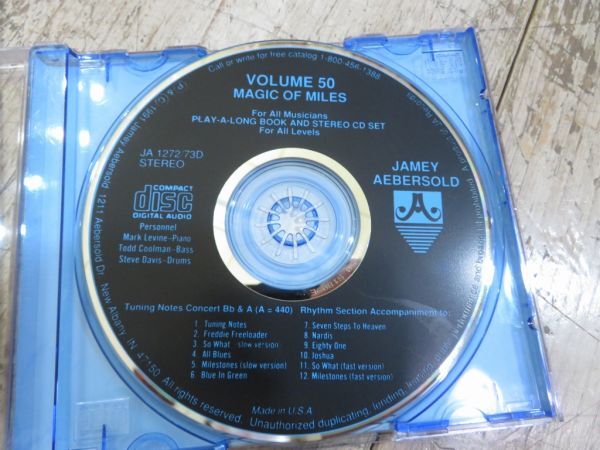 Call or write for free catalog 1-800-456-1388
VOLUME 50
MAGIC OF MILES
For All Musicians
PLAY-A-LONG BOOK AND STEREO CD SET
For All Levels
JA 1272 73D
STEREO
COMPACT
disc
DIGITAL AUDIO
JAMEY
AEBERSOLD
A
Personnel
Mark Levine-Piano
Todd Coolman-Bass
Steve Davis-Drums
Tuning Notes Concert Bb & A (A = 440)
1. Tuning Notes
2. Freddie Freeloader
3. So What (slow version)
4. All Blues
5. Milestones (slow version)
6. Blue In Green
Rhythm Section Accompaniment to:
7. Seven Steps To Heaven
8. Nardis
9. Eighty One
10. Joshua
11. So What (fast version)
12. Milestones (fast version)
Made in U.S.A
(P & C) 1991 Jamey Aebersold 1211 Aebersold Dr. New Albany, IN 47150 All rights reserved. Unauthorized duplicating, lending,